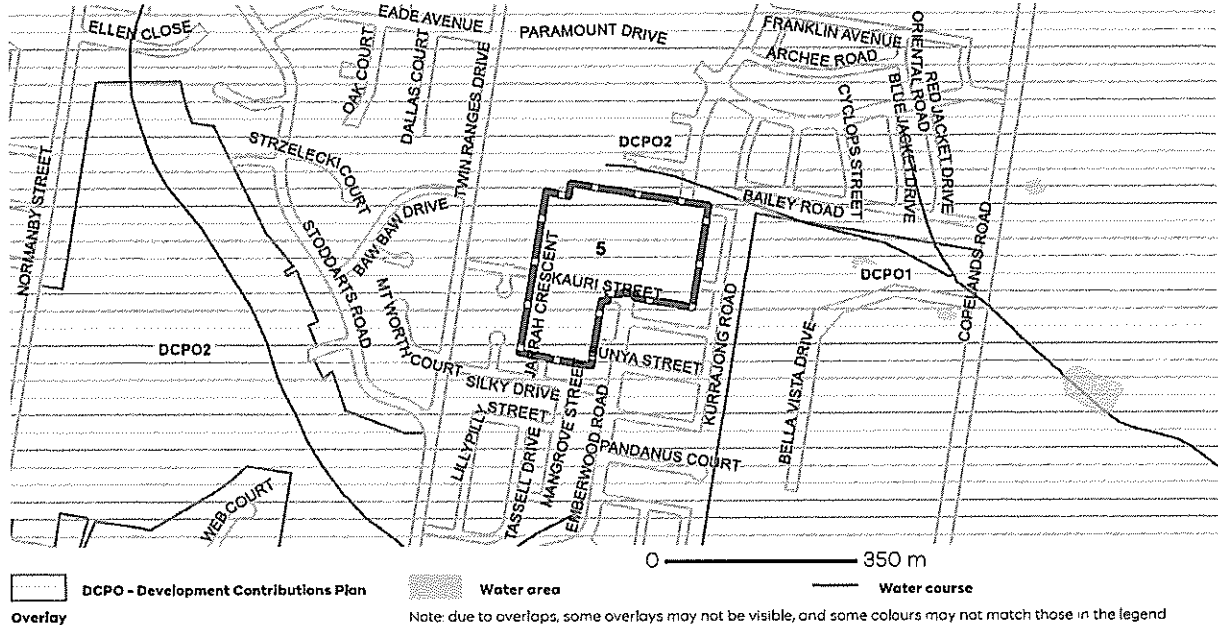 ELLEN CLOSE
EADE AVENUE
PARAMOUNT DRIVE
FRANKLIN AVENUE
ARCHEE ROAD
ORIENTAL ROAD
RED JACKET DRIVE
BLUE JACKET DRIVE
CYCLOPS STREET
OAK COURT
DALLAS COURT
TWIN RANGES DRIVE
NORMANBY STREET
STRZELECKI COURT
DCPO2
BAILEY ROAD
BAW BAW DRIVE
STODDARTS ROAD
5
KAURI STREET
JARRAH CRESCENT
DCPO1
COPELANDS ROAD
MT WORTH COURT
DCPO2
KURRAJONG ROAD
BELLA VISTA DRIVE
BUNYA STREET
SILKY DRIVE
STREET
LILLYPILLY
TASSELL DRIVE
MANGROVE STREET
EMBERWOOD ROAD
PANDANUS COURT
WEB COURT
0 350 m
DCPO - Development Contributions Plan
Overlay
Water area
Water course
Note: due to overlaps, some overlays may not be visible, and some colours may not match those in the legend